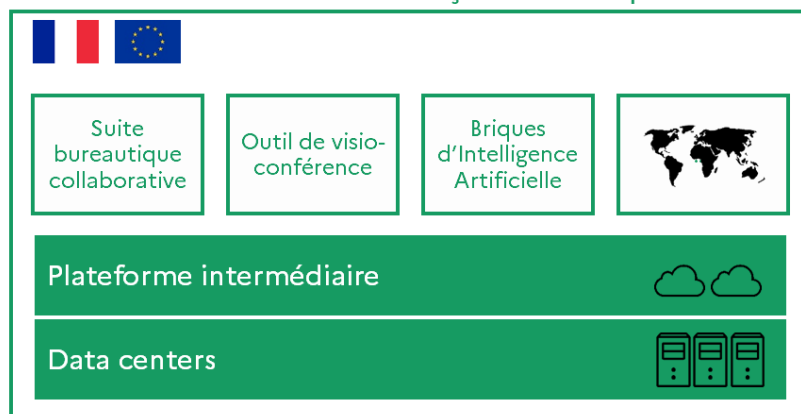 Suite
bureautique
collaborative
Outil de visio-
conférence
Briques
d'Intelligence
Artificielle
Plateforme intermédiaire
Data centers